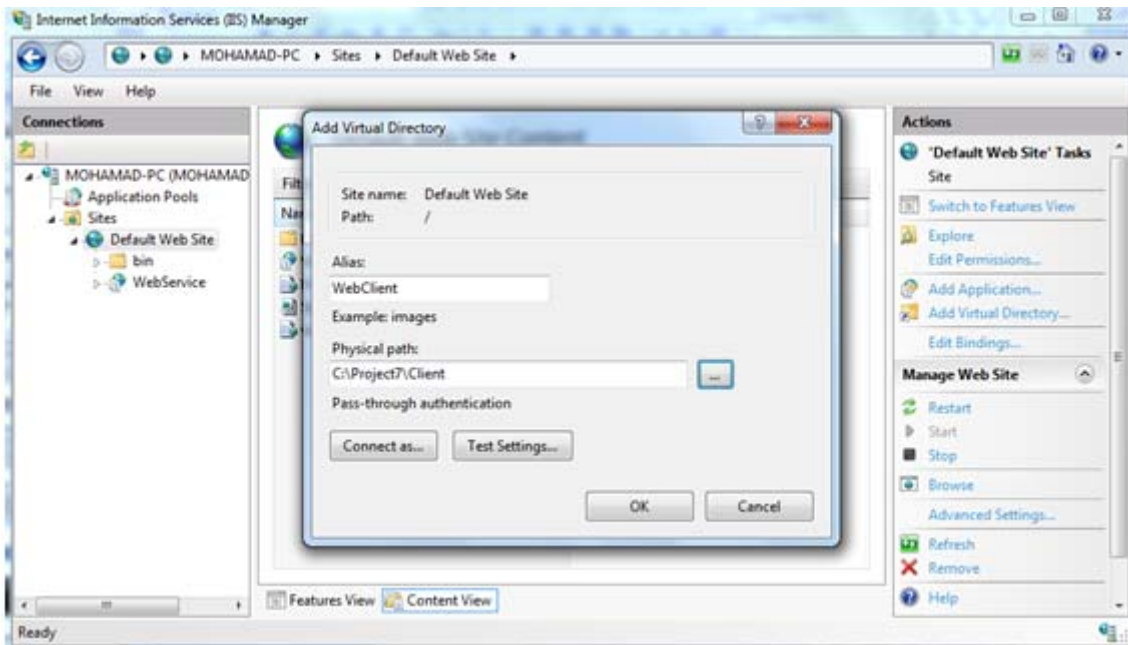 Internet Information Services (IIS) Manager
MOHAMAD-PC Sites Default Web Site
File View Help
Connections
MOHAMAD-PC (MOHAMAD
Application Pools
Sites
Default Web Site
bin
WebService
Add Virtual Directory
Site name: Default Web Site
Path: /
Alias:
WebClient
Example: images
Physical path:
C:\Project7\Client
...
Pass-through authentication
Connect as...
Test Settings...
OK
Cancel
Features View
Content View
Actions
'Default Web Site' Tasks
Site
Switch to Features View
Explore
Edit Permissions...
Add Application...
Add Virtual Directory...
Edit Bindings...
Manage Web Site
Restart
Start
Stop
Browse
Advanced Settings...
Refresh
Remove
Help
Ready